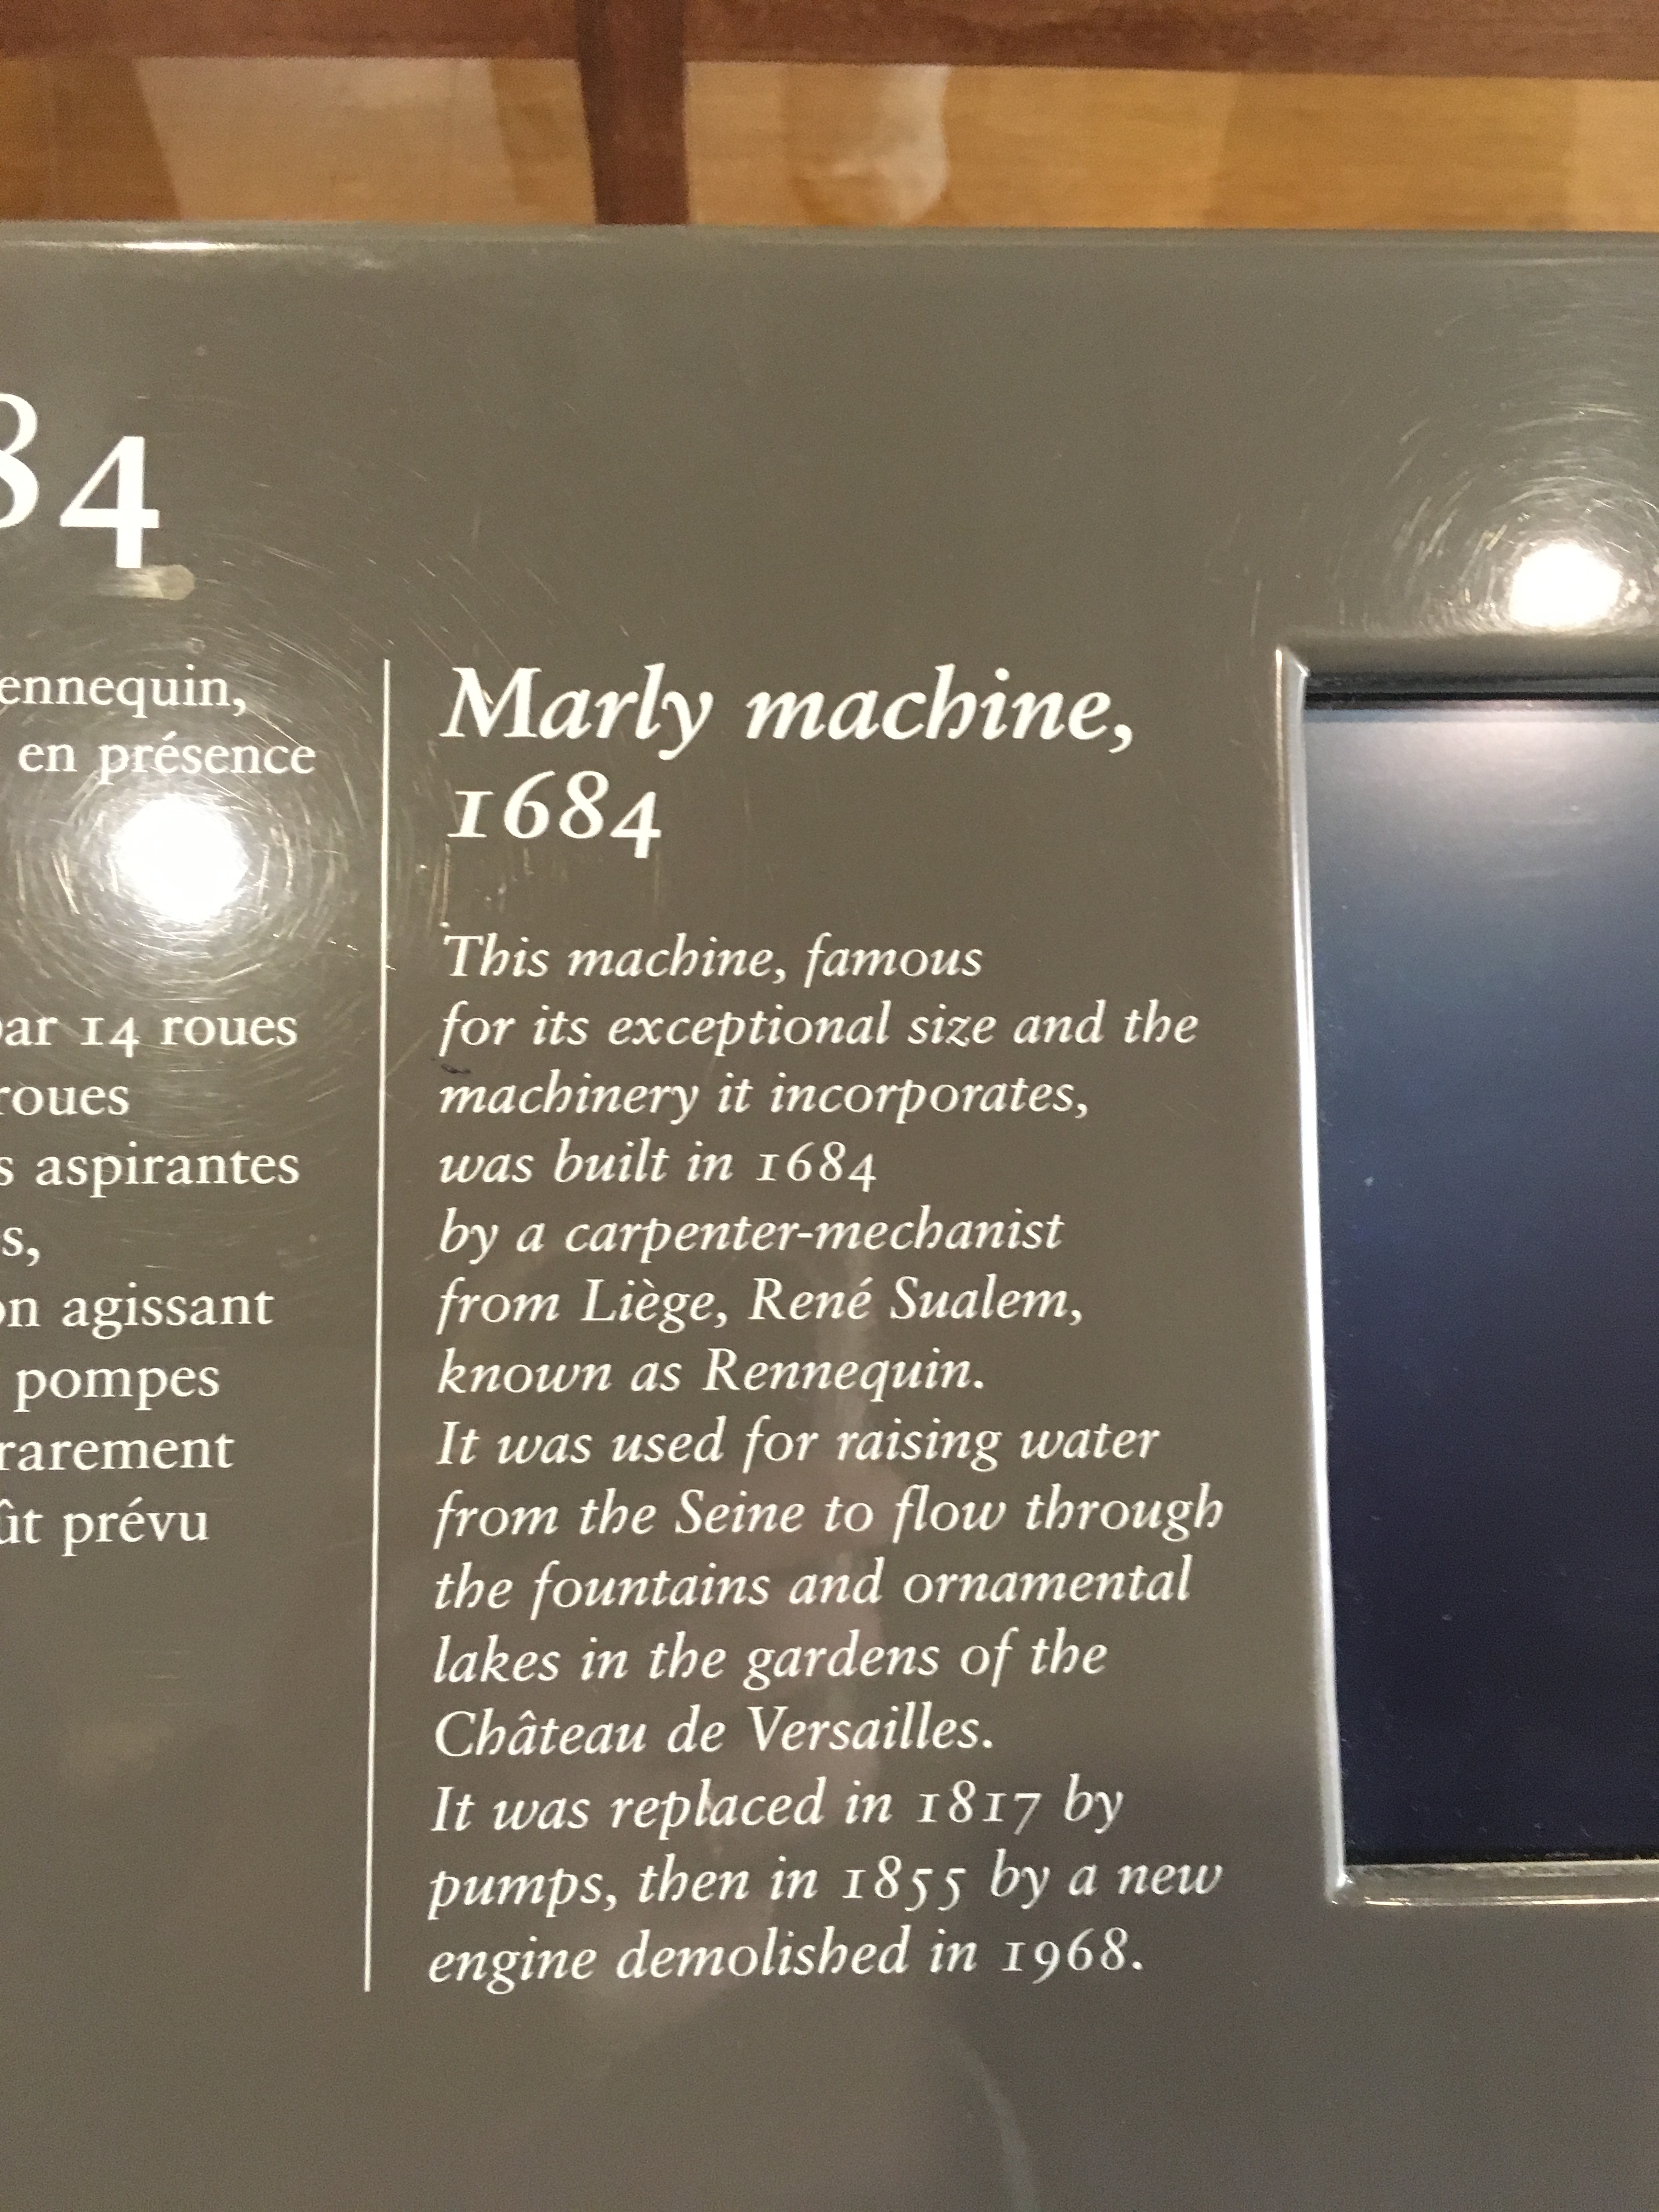 84
en présence
14 roues
roues
aspirantes
agissant
pompes
rarement
prévu
Marly machine,
1684
This machine, famous
for its exceptional size and the
machinery it incorporates,
was built in 1684
by a carpenter-mechanist
from Liège, René Sualem,
known as Rennequin.
It was used for raising water
from the Seine to flow through
the fountains and ornamental
lakes in the gardens of the
Château de Versailles.
It was replaced in 1817 by
pumps, then in 1855 by a new
engine demolished in 1968.